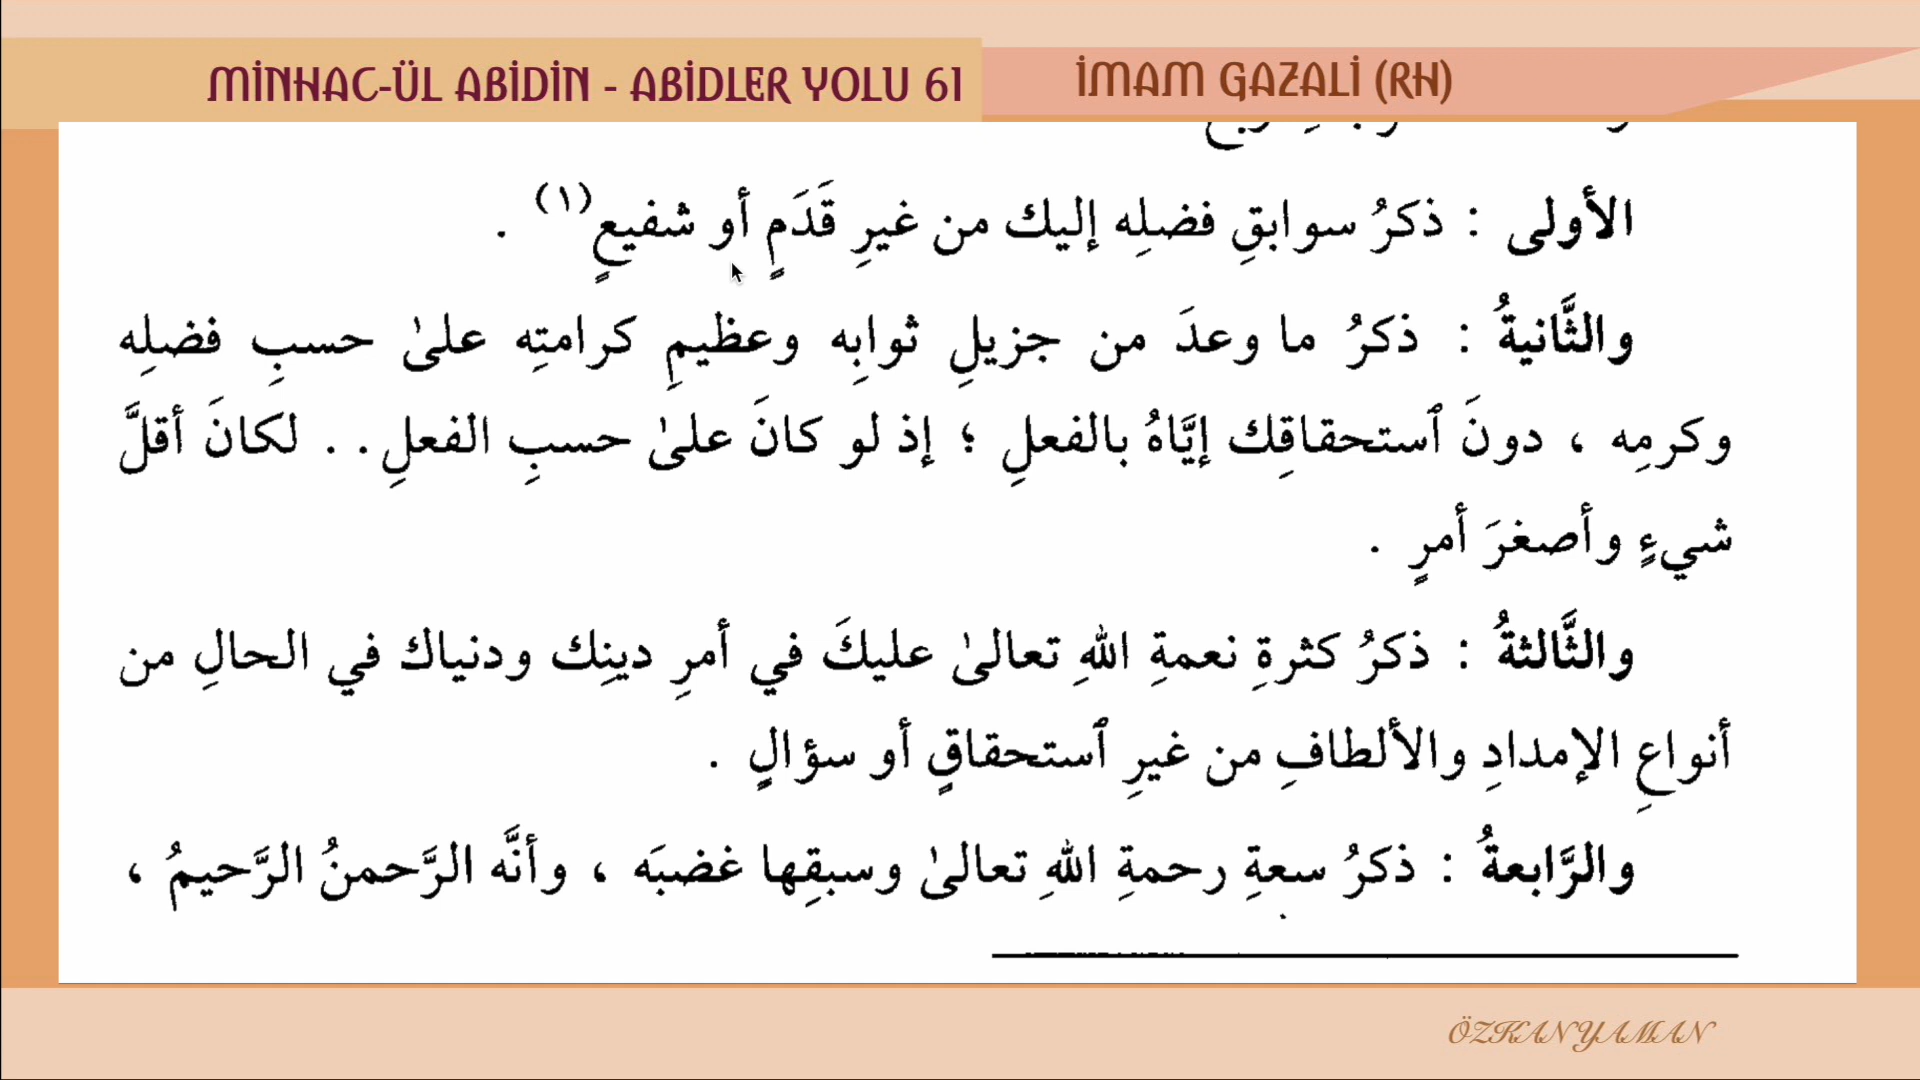 MİNHAC-ÜL ABİDİN - ABİDLER YOLU 61
İMAM GAZALİ (RH)
الأولى : ذكرُ سوابقِ فضلِه إليك من غيرِ قَدَمٍ أو شفيعٍ(١) .
والثَّانيةُ : ذكرُ ما وعدَ من جزيلِ ثوابِه وعظيمِ كرامتِه علىٰ حسبِ فضلِه
وكرمِه ، دونَ ٱستحقاقِك إيَّاهُ بالفعلِ ؛ إذ لو كانَ علىٰ حسبِ الفعلِ . . لكانَ أقلَّ
شيءٍ وأصغرَ أمرٍ .
والثَّالثةُ : ذكرُ كثرةِ نعمةِ اللهِ تعالىٰ عليكَ في أمرِ دينِك ودنياك في الحالِ من
أنواعِ الإمدادِ والألطافِ من غيرِ ٱستحقاقٍ أو سؤالٍ .
والرَّابعةُ : ذكرُ سعةِ رحمةِ اللهِ تعالىٰ وسبقِها غضبَه ، وأنَّه الرَّحمنُ الرَّحيمُ ،
ÖZKAN YAMAN